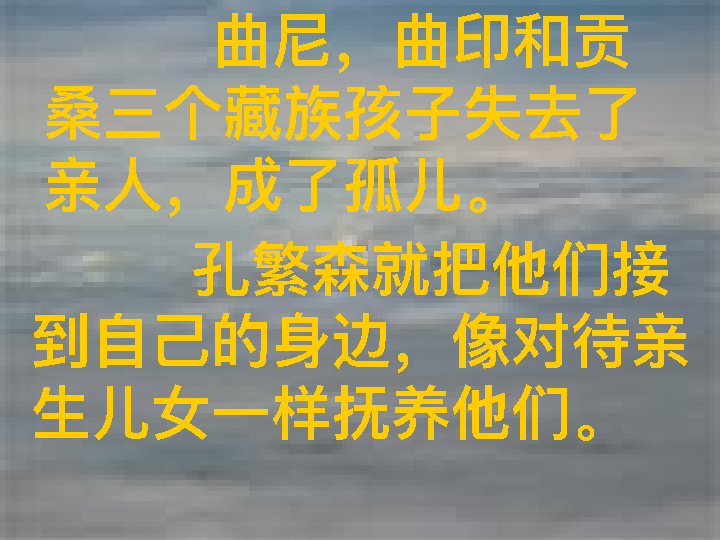 曲尼，曲印和贡
桑三个藏族孩子失去了
亲人，成了孤儿。
孔繁森就把他们接
到自己的身边，像对待亲
生儿女一样抚养他们。